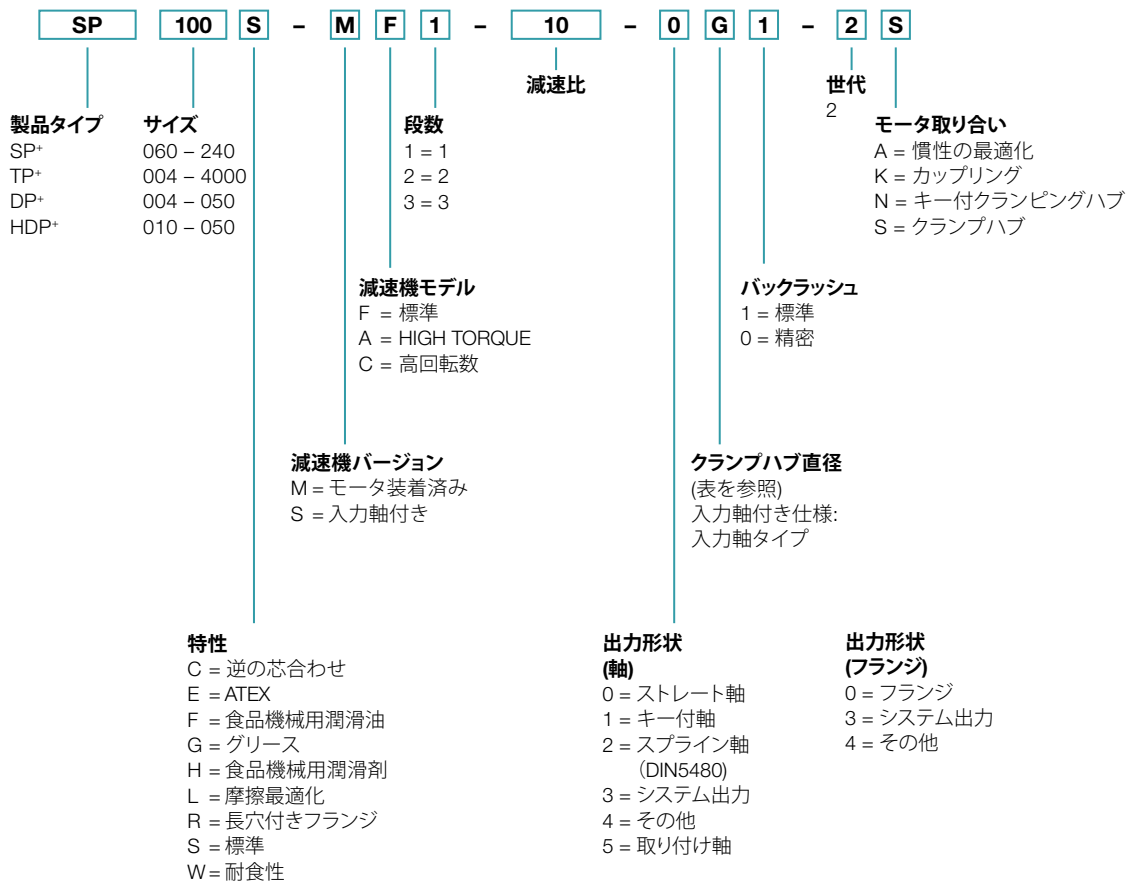 SP 100 S – M F 1 – 10 – 0 G 1 – 2 S
減速比
世代
2
製品タイプ
SP+
TP+
DP+
HDP+
サイズ
060 – 240
004 – 4000
004 – 050
010 – 050
段数
1 = 1
2 = 2
3 = 3
モータ取り合い
A = 慣性の最適化
K = カップリング
N = キー付クランピングハブ
S = クランプハブ
減速機モデル
F = 標準
A = HIGH TORQUE
C = 高回転数
バックラッシュ
1 = 標準
0 = 精密
減速機バージョン
M = モータ装着済み
S = 入力軸付き
クランプハブ直径
(表を参照)
入力軸付き仕様:
入力軸タイプ
特性
C = 逆の芯合わせ
E = ATEX
F = 食品機械用潤滑油
G = グリース
H = 食品機械用潤滑剤
L = 摩擦最適化
R = 長穴付きフランジ
S = 標準
W = 耐食性
出力形状
(軸)
0 = ストレート軸
1 = キー付軸
2 = スプライン軸
（DIN5480)
3 = システム出力
4 = その他
5 = 取り付け軸
出力形状
(フランジ)
0 = フランジ
3 = システム出力
4 = その他